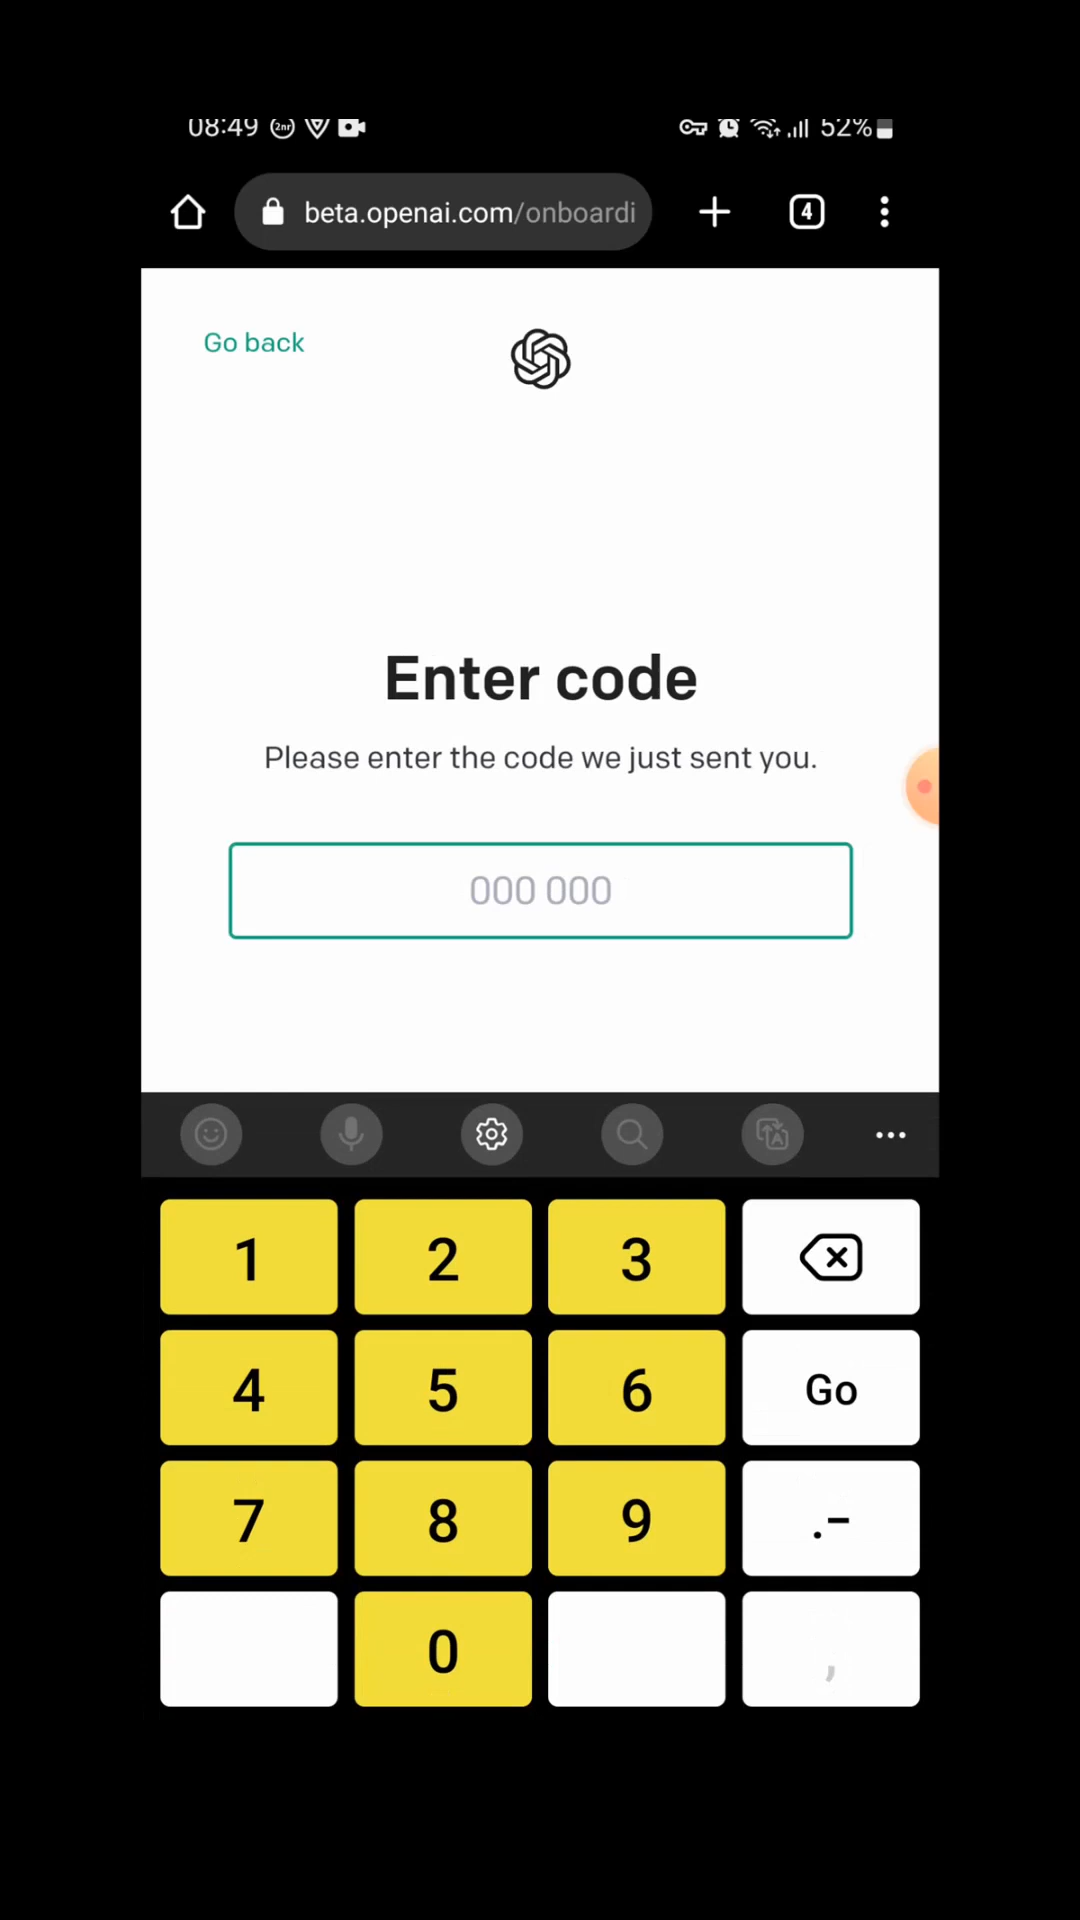 08:49 2nr 52%
beta.openai.com/onboardi 4
Go back
Enter code
Please enter the code we just sent you.
000 000
1 2 3
4 5 6 Go
7 8 9 .-
0 ,